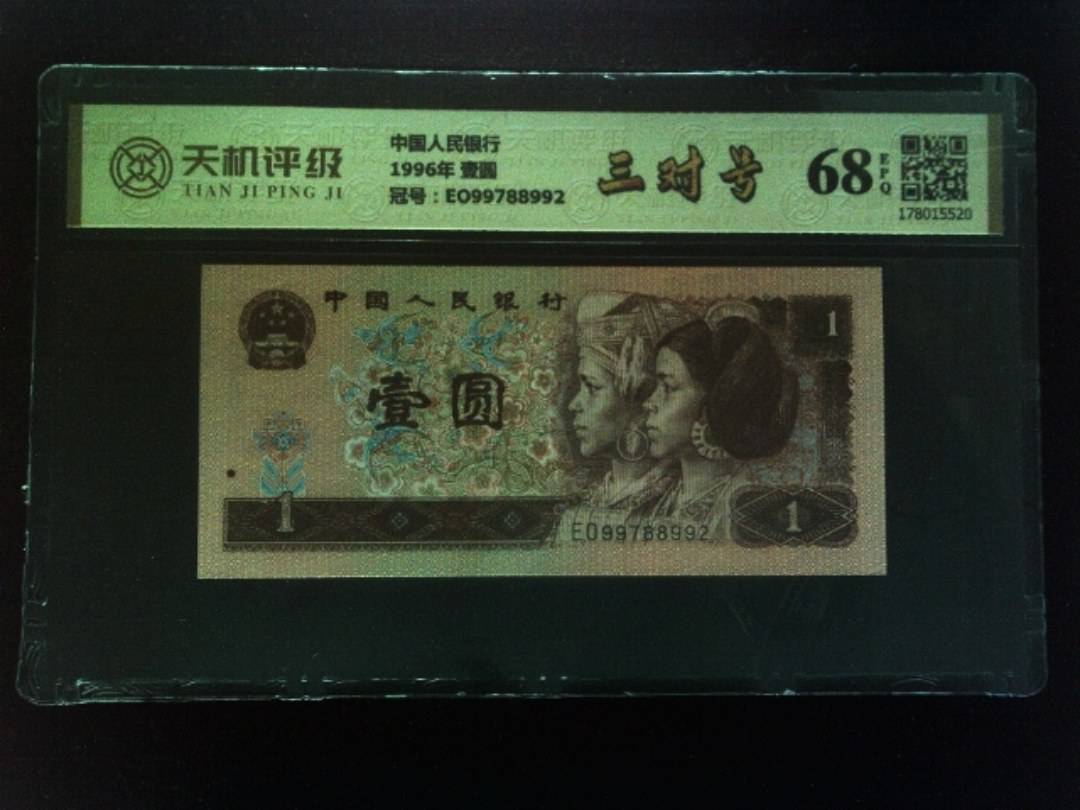 天机评级
TIAN JI PING JI
中国人民银行
1996年 壹圆
冠号：EO99788992
三对号
68
EPQ
178015520
中国人民银行
1
壹圆
1
EO99788992
1